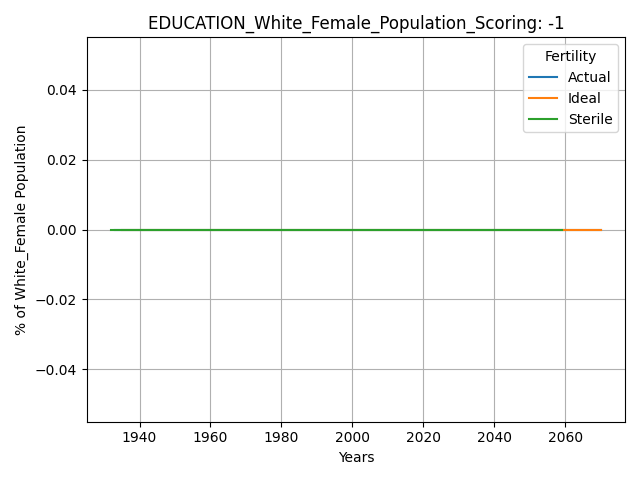 EDUCATION_White_Female_Population_Scoring: -1
Fertility
Actual
Ideal
Sterile
% of White_Female Population
0.04
0.02
0.00
−0.02
−0.04
1940 1960 1980 2000 2020 2040 2060
Years